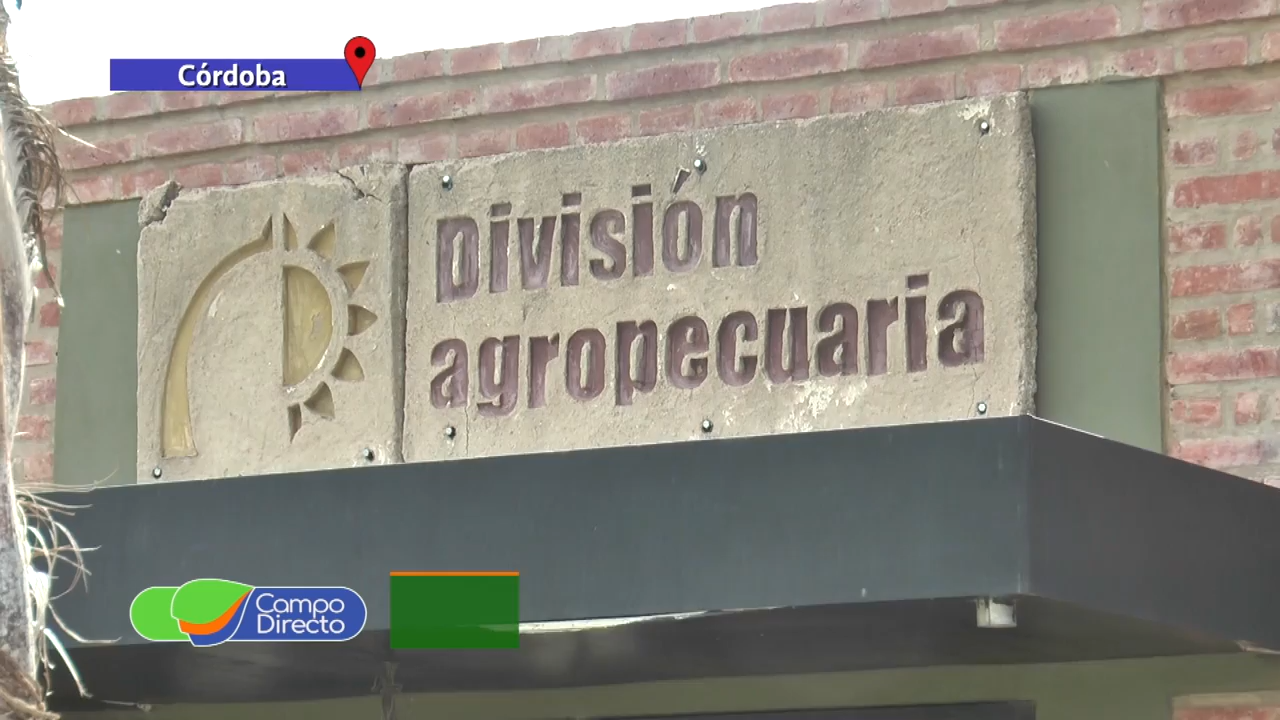 Córdoba
División
agropecuaria
Campo
Directo